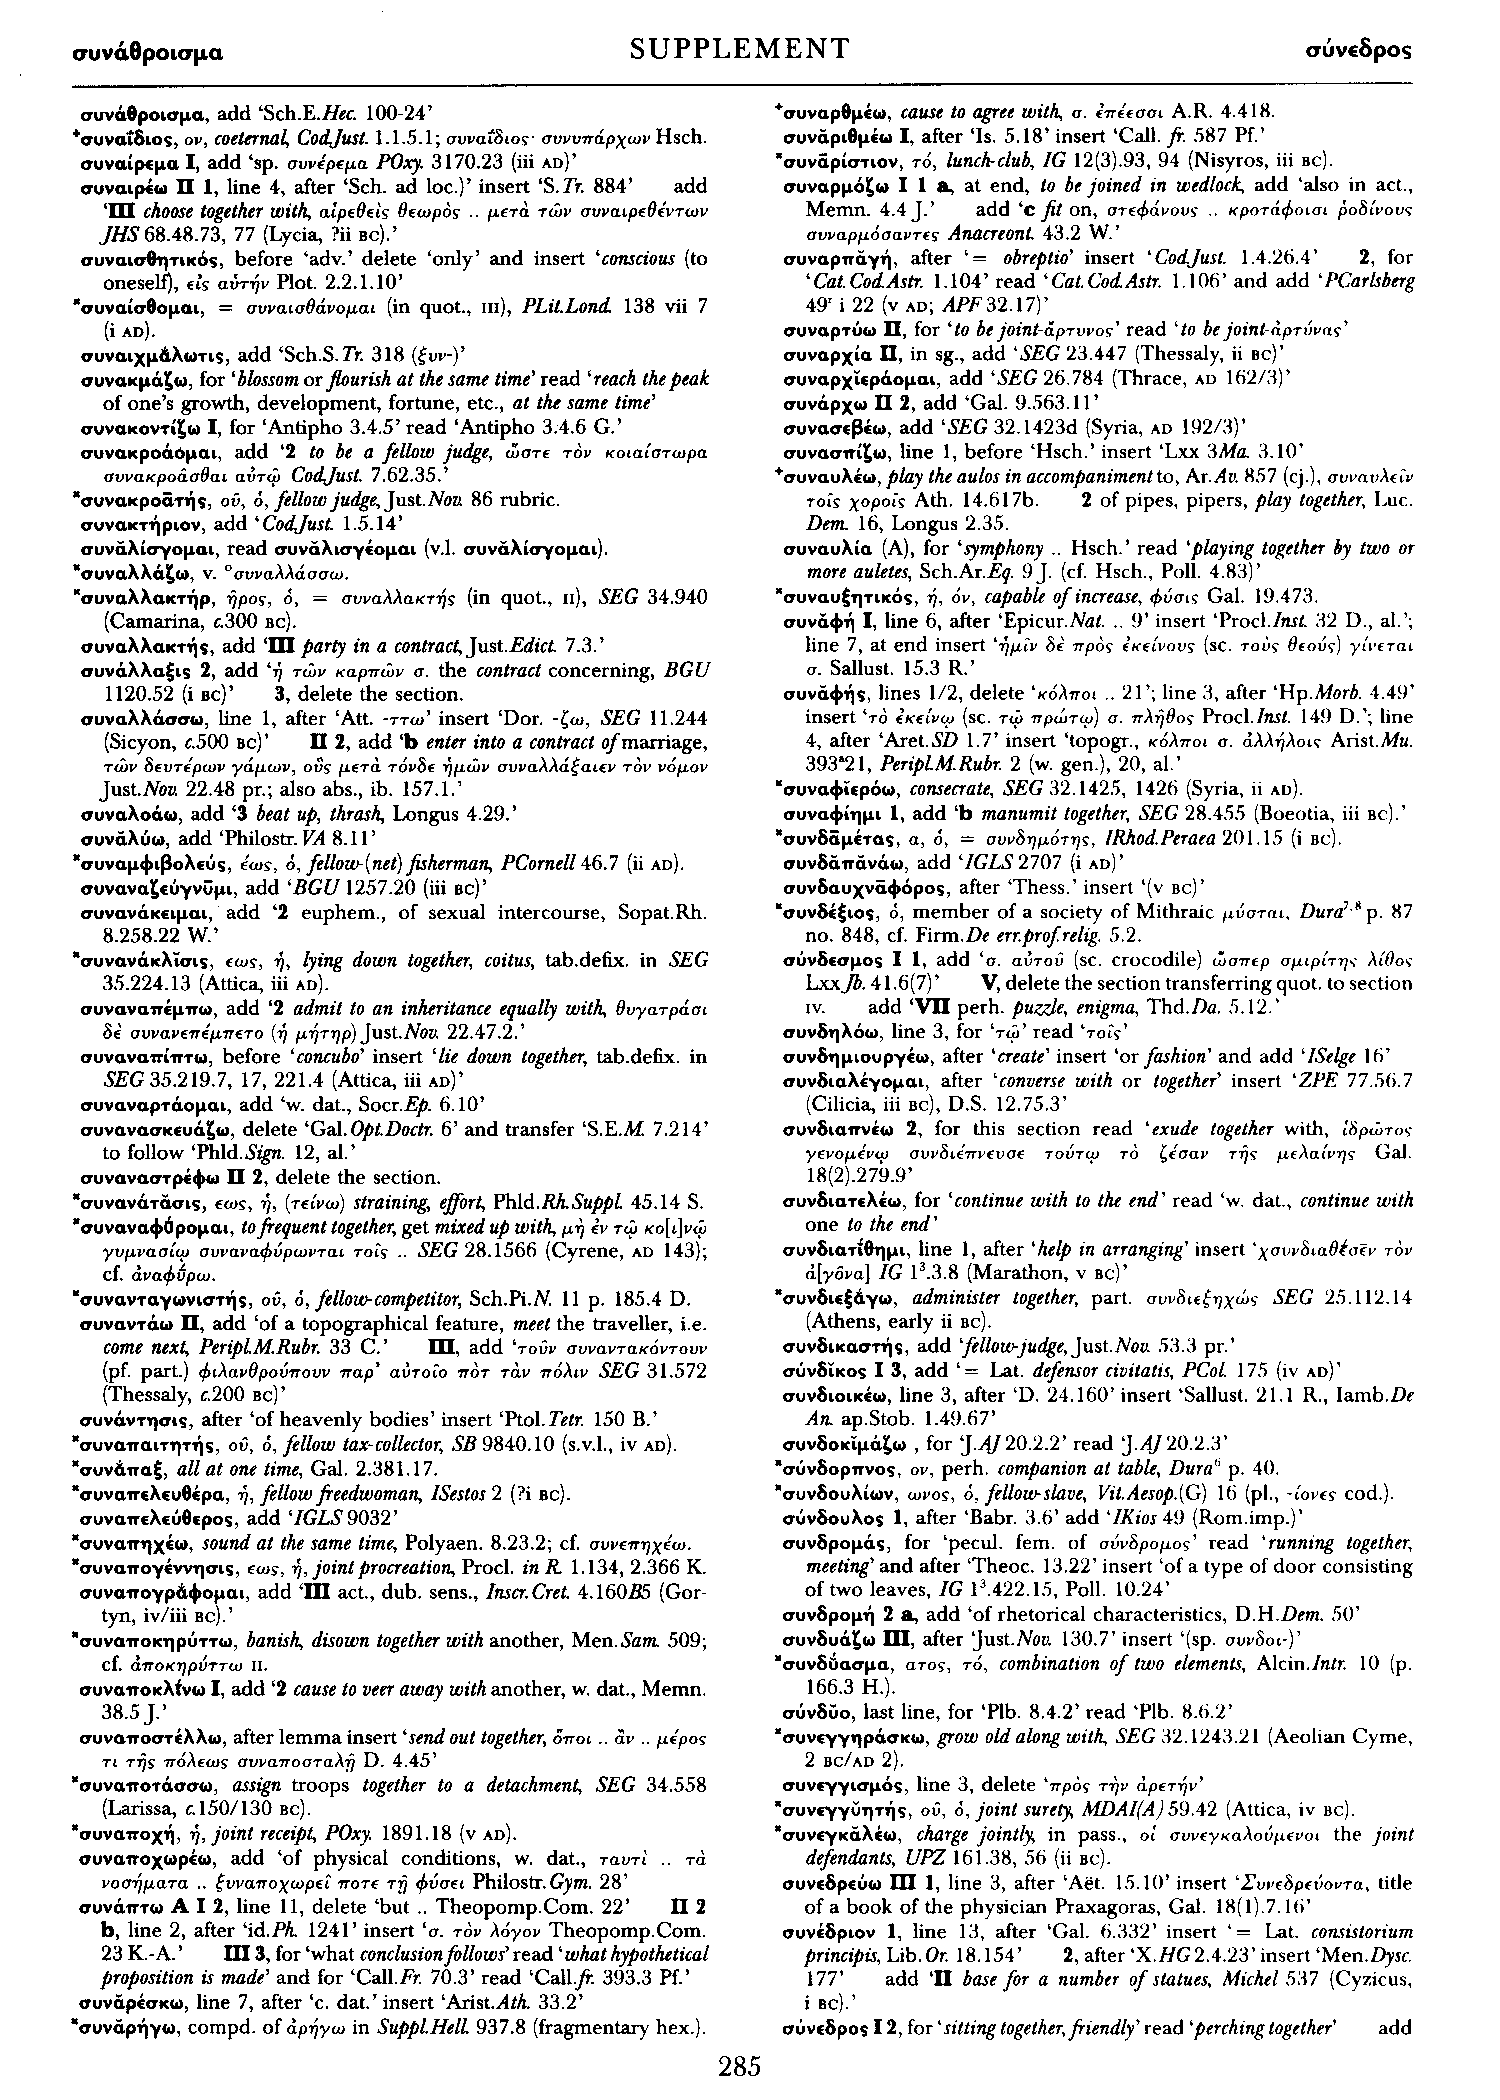 συνάθροισμα SUPPLEMENT σύνεδρος
συνάθροισμα, add ‘Sch.E.Hec. 100-24’
⁺συναΐδιος, ον, coeternal, Cod.Just. 1.1.5.1; συναΐδιος· συνυπάρχων Hsch.
συναίρεμα I, add ‘sp. συνέρεμα POxy. 3170.23 (iii AD)’
συναιρέω II 1, line 4, after ‘Sch. ad loc.)’ insert ‘S.Tr. 884’ add
‘III choose together with, αἱρεθεὶς θεωρὸς .. μετὰ τῶν συναιρεθέντων
JHS 68.48.73, 77 (Lycia, ?ii BC).’
συναισθητικός, before ‘adv.’ delete ‘only’ and insert ‘conscious (to
oneself), εἰς αὑτήν Plot. 2.2.1.10’
*συναίσθομαι, = συναισθάνομαι (in quot., III), PLit.Lond. 138 vii 7
(i AD).
συναιχμάλωτις, add ‘Sch.S.Tr. 318 (ξυν-)’
συνακμάζω, for ‘blossom or flourish at the same time’ read ‘reach the peak
of one’s growth, development, fortune, etc., at the same time’
συνακοντίζω I, for ‘Antipho 3.4.5’ read ‘Antipho 3.4.6 G.’
συνακροάομαι, add ‘2 to be a fellow judge, ὥστε τὸν κοιαίστωρα
συνακροᾶσθαι αὐτῷ Cod.Just. 7.62.35.’
*συνακροᾱτής, οῦ, ὁ, fellow judge, Just.Nov. 86 rubric.
συνακτήριον, add ‘Cod.Just. 1.5.14’
συνᾰλίσγομαι, read συνᾰλισγέομαι (v.l. συνᾰλίσγομαι).
*συναλλάζω, v. °συναλλάσσω.
*συναλλακτήρ, ῆρος, ὁ, = συναλλακτής (in quot., II), SEG 34.940
(Camarina, c.300 BC).
συναλλακτής, add ‘III party in a contract, Just.Edict. 7.3.’
συνάλλαξις 2, add ‘ἡ τῶν καρπῶν σ. the contract concerning, BGU
1120.52 (i BC)’ 3, delete the section.
συναλλάσσω, line 1, after ‘Att. -ττω’ insert ‘Dor. -ζω, SEG 11.244
(Sicyon, c.500 BC)’ II 2, add ‘b enter into a contract of marriage,
τῶν δευτέρων γάμων, οὓς μετὰ τόνδε ἡμῶν συναλλάξαιεν τὸν νόμον
Just.Nov. 22.48 pr.; also abs., ib. 157.1.’
συναλοάω, add ‘3 beat up, thrash, Longus 4.29.’
συνᾰλύω, add ‘Philostr.VA 8.11’
*συναμφιβολεύς, έως, ὁ, fellow-(net) fisherman, PCornell 46.7 (ii AD).
συναναζεύγνῡμι, add ‘BGU 1257.20 (iii BC)’
συνανάκειμαι, add ‘2 euphem., of sexual intercourse, Sopat.Rh.
8.258.22 W.’
*συνανάκλῐσις, εως, ἡ, lying down together, coitus, tab.defix. in SEG
35.224.13 (Attica, iii AD).
συναναπέμπω, add ‘2 admit to an inheritance equally with, θυγατράσι
δὲ συνανεπέμπετο (ἡ μήτηρ) Just.Nov. 22.47.2.’
συναναπίπτω, before ‘concubo’ insert ‘lie down together, tab.defix. in
SEG 35.219.7, 17, 221.4 (Attica, iii AD)’
συναναρτάομαι, add ‘w. dat., Socr.Ep. 6.10’
συνανασκευάζω, delete ‘Gal.Opt.Doctr. 6’ and transfer ‘S.E.M. 7.214’
to follow ‘Phld.Sign. 12, al.’
συναναστρέφω II 2, delete the section.
*συνανάτᾰσις, εως, ἡ, (τείνω) straining, effort, Phld.Rh.Suppl. 45.14 S.
*συναναφύρομαι, to frequent together, get mixed up with, μὴ ἐν τῷ κο[ι]νῷ
γυμνασίῳ συναναφύρωνται τοῖς .. SEG 28.1566 (Cyrene, AD 143);
cf. ἀναφύρω.
*συνανταγωνιστής, οῦ, ὁ, fellow-competitor, Sch.Pi.N. 11 p. 185.4 D.
συναντάω II, add ‘of a topographical feature, meet the traveller, i.e.
come next, Peripl.M.Rubr. 33 C.’ III, add ‘τοῦν συναντακόντουν
(pf. part.) φιλανθρούπουν παρ’ αὐτοῖο πὸτ τὰν πόλιν SEG 31.572
(Thessaly, c.200 BC)’
συνάντησις, after ‘of heavenly bodies’ insert ‘Ptol.Tetr. 150 B.’
*συναπαιτητής, οῦ, ὁ, fellow tax-collector, SB 9840.10 (s.v.l., iv AD).
*συνάπαξ, all at one time, Gal. 2.381.17.
*συναπελευθέρα, ἡ, fellow freedwoman, ISestos 2 (?i BC).
συναπελεύθερος, add ‘IGLS 9032’
*συναπηχέω, sound at the same time, Polyaen. 8.23.2; cf. συνεπηχέω.
*συναπογέννησις, εως, ἡ, joint procreation, Procl. in R. 1.134, 2.366 K.
συναπογράφομαι, add ‘III act., dub. sens., Inscr.Cret. 4.160B5 (Gor-
tyn, iv/iii BC).’
*συναποκηρύττω, banish, disown together with another, Men.Sam. 509;
cf. ἀποκηρύττω II.
συναποκλίνω I, add ‘2 cause to veer away with another, w. dat., Memn.
38.5 J.’
συναποστέλλω, after lemma insert ‘send out together, ὅποι .. ἂν .. μέρος
τι τῆς πόλεως συναποσταλῇ D. 4.45’
*συναποτάσσω, assign troops together to a detachment, SEG 34.558
(Larissa, c.150/130 BC).
*συναποχή, ἡ, joint receipt, POxy. 1891.18 (v AD).
συναποχωρέω, add ‘of physical conditions, w. dat., ταυτὶ .. τὰ
νοσήματα .. ξυναποχωρεῖ ποτε τῇ φύσει Philostr.Gym. 28’
συνάπτω A I 2, line 11, delete ‘but .. Theopomp.Com. 22’ II 2
b, line 2, after ‘id.Ph. 1241’ insert ‘σ. τὸν λόγον Theopomp.Com.
23 K.-A.’ III 3, for ‘what conclusion follows’ read ‘what hypothetical
proposition is made’ and for ‘Call.Fr. 70.3’ read ‘Call.fr. 393.3 Pf.’
συνᾰρέσκω, line 7, after ‘c. dat.’ insert ‘Arist.Ath. 33.2’
*συνᾰρήγω, compd. of ἀρήγω in Suppl.Hell. 937.8 (fragmentary hex.).
⁺συναρθμέω, cause to agree with, σ. ἐπέεσσι A.R. 4.418.
συνᾰριθμέω I, after ‘Is. 5.18’ insert ‘Call. fr. 587 Pf.’
*συνᾱρίστιον, τό, lunch-club, IG 12(3).93, 94 (Nisyros, iii BC).
συναρμόζω I 1 a, at end, to be joined in wedlock, add ‘also in act.,
Memn. 4.4 J.’ add ‘c fit on, στεφάνους .. κροτάφοισι ῥοδίνους
συναρμόσαντες Anacreont. 43.2 W.’
συναρπᾰγή, after ‘= obreptio’ insert ‘Cod.Just. 1.4.26.4’ 2, for
‘Cat.Cod.Astr. 1.104’ read ‘Cat.Cod.Astr. 1.106’ and add ‘PCarlsberg
49ʳ i 22 (v AD; APF 32.17)’
συναρτύω II, for ‘to be joint-ἄρτυνος’ read ‘to be joint-ἀρτύνας’
συναρχία II, in sg., add ‘SEG 23.447 (Thessaly, ii BC)’
συναρχῐεράομαι, add ‘SEG 26.784 (Thrace, AD 162/3)’
συνάρχω II 2, add ‘Gal. 9.563.11’
συνασεβέω, add ‘SEG 32.1423d (Syria, AD 192/3)’
συνασπίζω, line 1, before ‘Hsch.’ insert ‘Lxx 3Ma. 3.10’
⁺συναυλέω, play the aulos in accompaniment to, Ar.Av. 857 (cj.), συναυλεῖν
τοῖς χοροῖς Ath. 14.617b. 2 of pipes, pipers, play together, Luc.
Dem. 16, Longus 2.35.
συναυλία (A), for ‘symphony .. Hsch.’ read ‘playing together by two or
more auletes, Sch.Ar.Eq. 9 J. (cf. Hsch., Poll. 4.83)’
*συναυξητικός, ή, όν, capable of increase, φύσις Gal. 19.473.
συνᾰφή I, line 6, after ‘Epicur.Nat. .. 9’ insert ‘Procl.Inst. 32 D., al.’;
line 7, at end insert ‘ἡμῖν δὲ πρὸς ἐκείνους (sc. τοὺς θεούς) γίνεται
σ. Sallust. 15.3 R.’
συνᾰφής, lines 1/2, delete ‘κόλποι .. 21’; line 3, after ‘Hp.Morb. 4.49’
insert ‘τὸ ἐκείνῳ (sc. τῷ πρώτῳ) σ. πλῆθος Procl.Inst. 149 D.’; line
4, after ‘Aret.SD 1.7’ insert ‘topogr., κόλποι σ. ἀλλήλοις Arist.Mu.
393ᵃ21, Peripl.M.Rubr. 2 (w. gen.), 20, al.’
*συναφῐερόω, consecrate, SEG 32.1425, 1426 (Syria, ii AD).
συναφίημι 1, add ‘b manumit together, SEG 28.455 (Boeotia, iii BC).’
*συνδᾱμέτας, α, ὁ, = συνδημότης, IRhod.Peraea 201.15 (i BC).
συνδᾰπᾰνάω, add ‘IGLS 2707 (i AD)’
συνδαυχνᾱφόρος, after ‘Thess.’ insert ‘(v BC)’
*συνδέξιος, ὁ, member of a society of Mithraic μύσται, Dura⁷·⁸ p. 87
no. 848, cf. Firm.De err.prof.relig. 5.2.
σύνδεσμος I 1, add ‘σ. αὐτοῦ (sc. crocodile) ὥσπερ σμιρίτης λίθος
Lxx Jb. 41.6(7)’ V, delete the section transferring quot. to section
IV. add ‘VII perh. puzzle, enigma, Thd.Da. 5.12.’
συνδηλόω, line 3, for ‘τῷ’ read ‘τοῖς’
συνδημιουργέω, after ‘create’ insert ‘or fashion’ and add ‘ISelge 16’
συνδιαλέγομαι, after ‘converse with or together’ insert ‘ZPE 77.56.7
(Cilicia, iii BC), D.S. 12.75.3’
συνδιαπνέω 2, for this section read ‘exude together with, ἱδρῶτος
γενομένῳ συνδιέπνευσε τούτῳ τὸ ζέσαν τῆς μελαίνης Gal.
18(2).279.9’
συνδιατελέω, for ‘continue with to the end’ read ‘w. dat., continue with
one to the end’
συνδιατίθημι, line 1, after ‘help in arranging’ insert ‘χσυνδιαθέσε̄ν τὸν
ἀ[γο̂να] IG 1³.3.8 (Marathon, v BC)’
*συνδιεξάγω, administer together, part. συνδιεξηχώς SEG 25.112.14
(Athens, early ii BC).
συνδικαστής, add ‘fellow-judge, Just.Nov. 53.3 pr.’
σύνδῐκος I 3, add ‘= Lat. defensor civitatis, PCol. 175 (iv AD)’
συνδιοικέω, line 3, after ‘D. 24.160’ insert ‘Sallust. 21.1 R., Iamb.De
An. ap.Stob. 1.49.67’
συνδοκῐμάζω , for ‘J.AJ 20.2.2’ read ‘J.AJ 20.2.3’
*σύνδορπνος, ον, perh. companion at table, Dura⁶ p. 40.
*συνδουλίων, ωνος, ὁ, fellow-slave, Vit.Aesop.(G) 16 (pl., -ίονες cod.).
σύνδουλος 1, after ‘Babr. 3.6’ add ‘IKios 49 (Rom.imp.)’
συνδρομάς, for ‘pecul. fem. of σύνδρομος’ read ‘running together,
meeting’ and after ‘Theoc. 13.22’ insert ‘of a type of door consisting
of two leaves, IG 1³.422.15, Poll. 10.24’
συνδρομή 2 a, add ‘of rhetorical characteristics, D.H.Dem. 50’
συνδυάζω III, after ‘Just.Nov. 130.7’ insert ‘(sp. συνδοι-)’
*συνδύασμα, ατος, τό, combination of two elements, Alcin.Intr. 10 (p.
166.3 H.).
σύνδῠο, last line, for ‘Plb. 8.4.2’ read ‘Plb. 8.6.2’
*συνεγγηράσκω, grow old along with, SEG 32.1243.21 (Aeolian Cyme,
2 BC/AD 2).
συνεγγισμός, line 3, delete ‘πρὸς τὴν ἀρετήν’
*συνεγγῠητής, οῦ, ὁ, joint surety, MDAI(A) 59.42 (Attica, iv BC).
*συνεγκᾰλέω, charge jointly, in pass., οἱ συνεγκαλούμενοι the joint
defendants, UPZ 161.38, 56 (ii BC).
συνεδρεύω III 1, line 3, after ‘Aët. 15.10’ insert ‘Συνεδρεύοντα, title
of a book of the physician Praxagoras, Gal. 18(1).7.16’
συνέδριον 1, line 13, after ‘Gal. 6.332’ insert ‘= Lat. consistorium
principis, Lib.Or. 18.154’ 2, after ‘X.HG 2.4.23’ insert ‘Men.Dysc.
177’ add ‘II base for a number of statues, Michel 537 (Cyzicus,
i BC).’
σύνεδρος I 2, for ‘sitting together, friendly’ read ‘perching together’ add
285